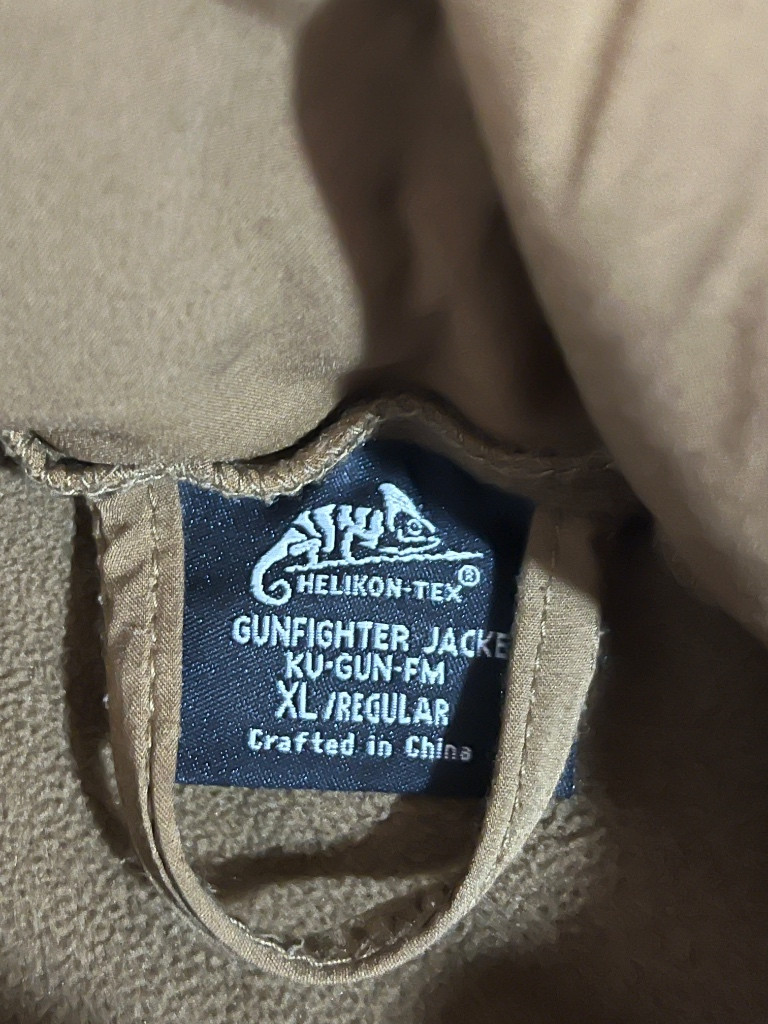 HELIKON-TEX®
GUNFIGHTER JACKE
KU-GUN-FM
XL/REGULAR
Crafted in China